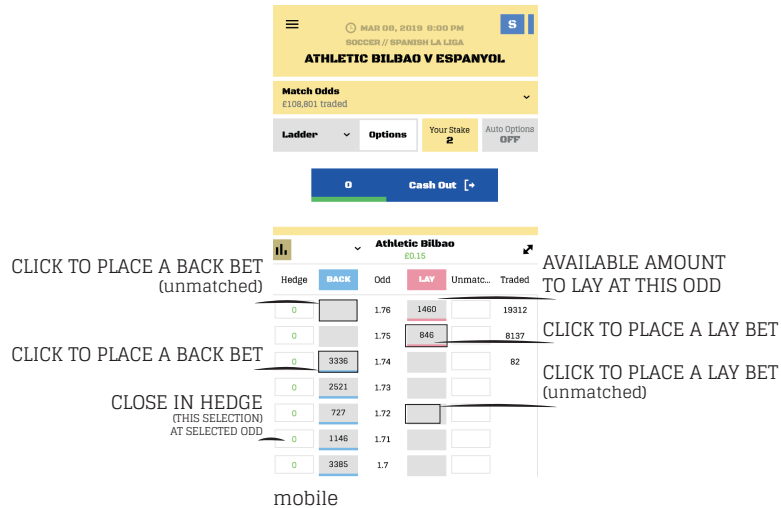 MAR 08, 2019 9:00 PM
S
SOCCER // SPANISH LA LIGA
ATHLETIC BILBAO V ESPANYOL
Match Odds
£108,801 traded
Ladder
Options
Your Stake
2
Auto Options
OFF
0
Cash Out
Athletic Bilbao
£0.15
Hedge BACK Odd LAY Unmatc... Traded
0 1.76 1460 19312
0 1.75 846 8137
0 3336 1.74 82
0 2521 1.73
0 727 1.72
0 1146 1.71
0 3385 1.7
CLICK TO PLACE A BACK BET
(unmatched)
CLICK TO PLACE A BACK BET
CLOSE IN HEDGE
(THIS SELECTION)
AT SELECTED ODD
AVAILABLE AMOUNT
TO LAY AT THIS ODD
CLICK TO PLACE A LAY BET
CLICK TO PLACE A LAY BET
(unmatched)
mobile